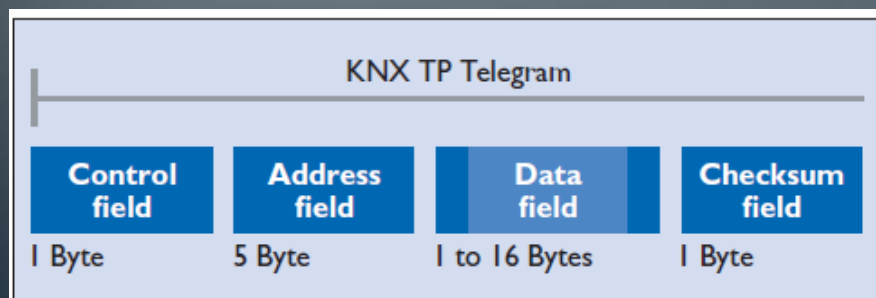 KNX TP Telegram
Control field
Address field
Data field
Checksum field
1 Byte
5 Byte
1 to 16 Bytes
1 Byte